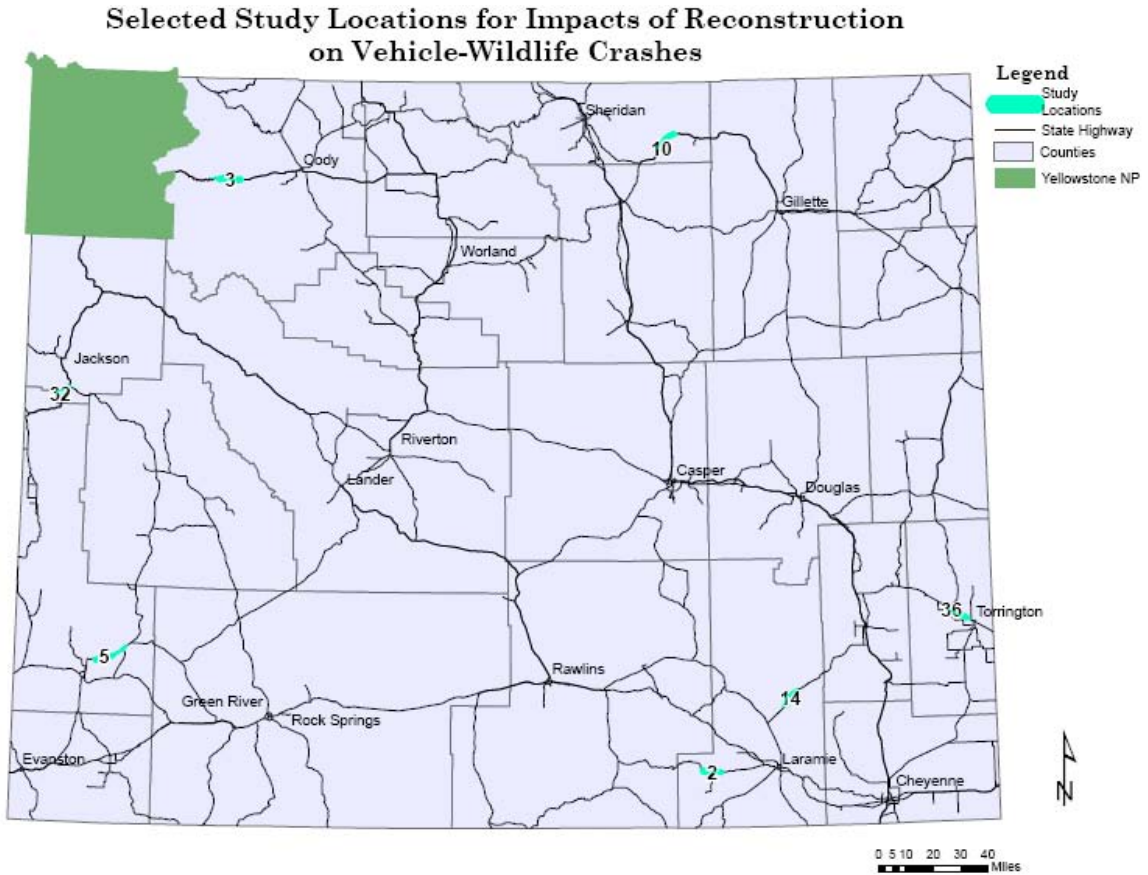 Selected Study Locations for Impacts of Reconstruction
on Vehicle-Wildlife Crashes
Legend
Study
Locations
State Highway
Counties
Yellowstone NP
Sheridan
10
Cody
3
Gillette
Worland
Jackson
32
Riverton
Lander
Casper
Douglas
36
Torrington
5
Rawlins
Green River
14
Rock Springs
Evanston
2
Laramie
Cheyenne
N
0 5 10 20 30 40
Miles